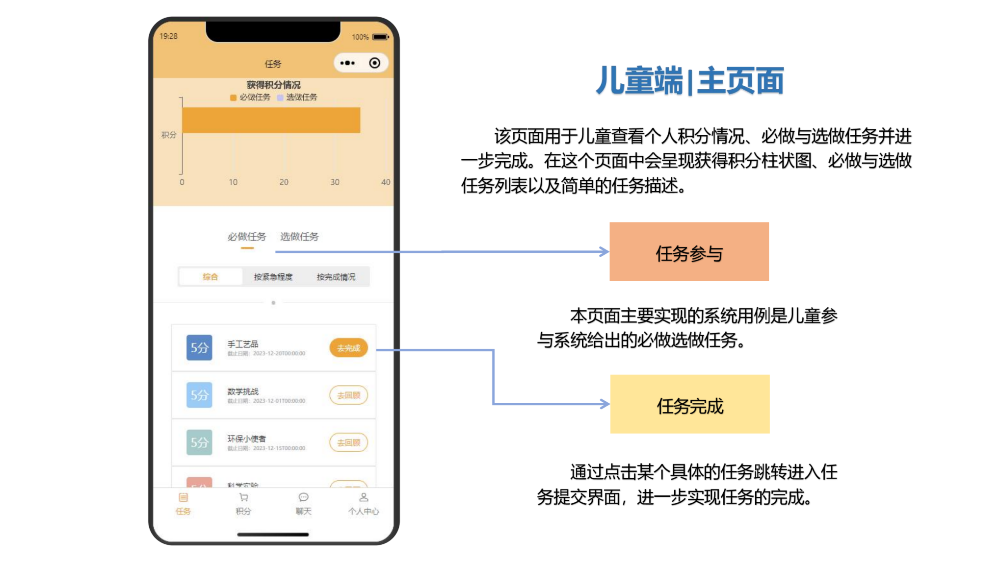 19:28
100%
任务
获得积分情况
必做任务 选做任务
积分
0 10 20 30 40
必做任务 选做任务
综合 按紧急程度 按完成情况
5分 手工艺品 去完成
截止日期：2023-12-20T00:00:00
5分 数学挑战 去回顾
截止日期：2023-12-01T00:00:00
5分 环保小使者 去回顾
截止日期：2023-12-15T00:00:00
科学实验
任务 积分 聊天 个人中心
儿童端|主页面
该页面用于儿童查看个人积分情况、必做与选做任务并进
一步完成。在这个页面中会呈现获得积分柱状图、必做与选做
任务列表以及简单的任务描述。
任务参与
本页面主要实现的系统用例是儿童参
与系统给出的必做选做任务。
任务完成
通过点击某个具体的任务跳转进入任
务提交界面，进一步实现任务的完成。